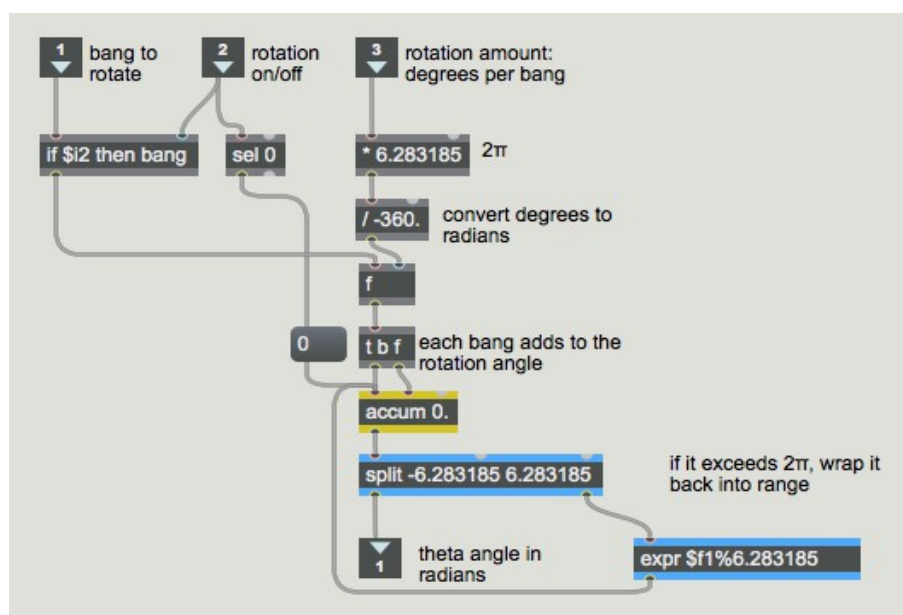 1
bang to
rotate
2
rotation
on/off
3
rotation amount:
degrees per bang
if $i2 then bang
sel 0
* 6.283185
2π
/ -360.
convert degrees to
radians
f
0
t b f
each bang adds to the
rotation angle
accum 0.
split -6.283185 6.283185
if it exceeds 2π, wrap it
back into range
1
theta angle in
radians
expr $f1%6.283185